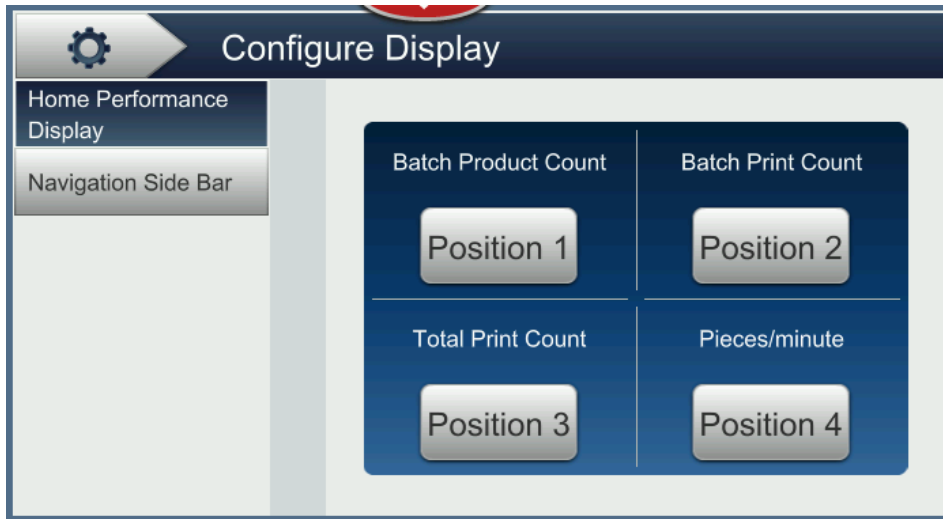 Configure Display
Home Performance
Display
Navigation Side Bar
Batch Product Count
Batch Print Count
Position 1
Position 2
Total Print Count
Pieces/minute
Position 3
Position 4